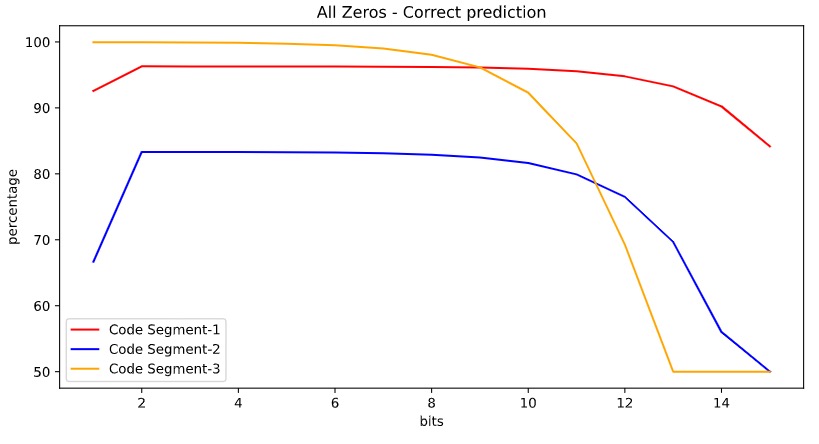 All Zeros - Correct prediction
100
90
80
70
60
50
percentage
Code Segment-1
Code Segment-2
Code Segment-3
2 4 6 8 10 12 14
bits